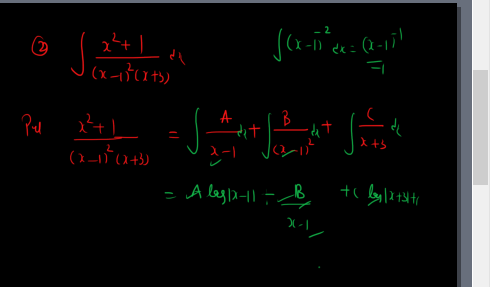 ② ∫ x²+1 / (x-1)²(x+3) dx
∫(x-1)⁻² dx = (x-1)⁻¹ / -1
Put x²+1 / (x-1)²(x+3) = ∫ A/x-1 dx + ∫ B/(x-1)² dx + ∫ C/x+3 dx
= A log|x-1| - B/x-1 + C log|x+3|+c